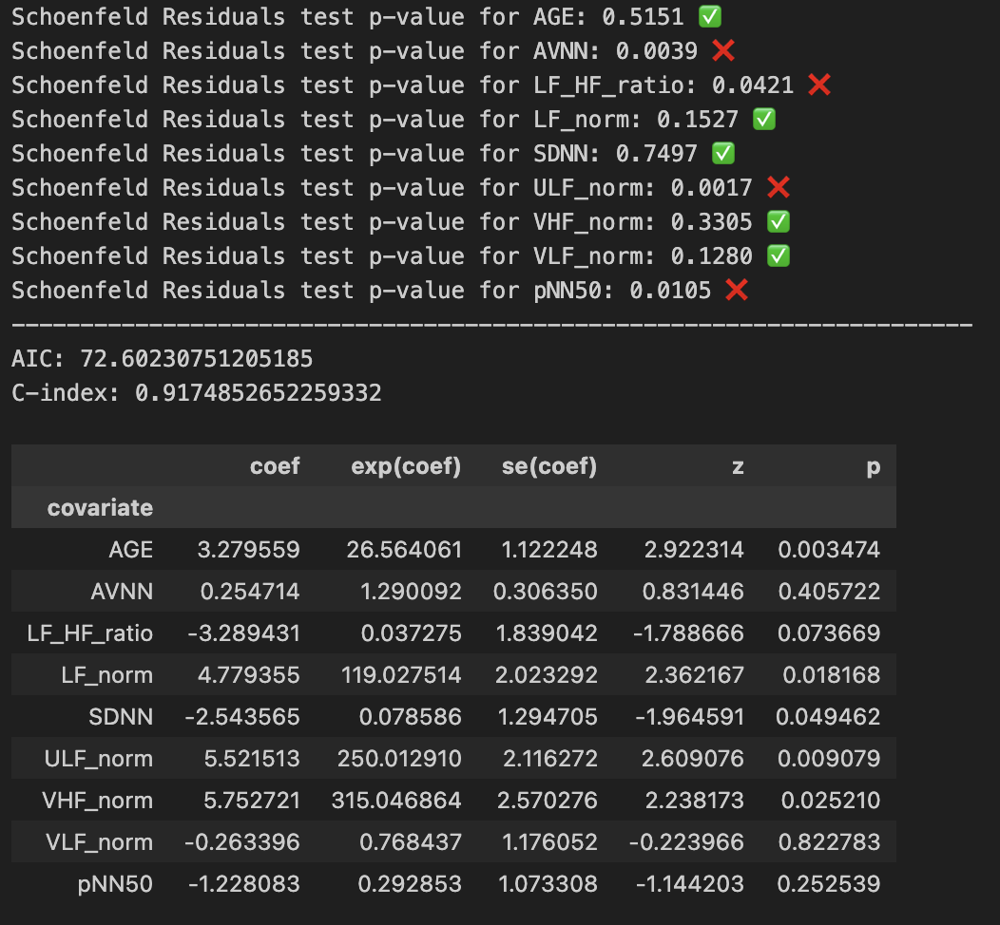 Schoenfeld Residuals test p-value for AGE: 0.5151 ✅
Schoenfeld Residuals test p-value for AVNN: 0.0039 ❌
Schoenfeld Residuals test p-value for LF_HF_ratio: 0.0421 ❌
Schoenfeld Residuals test p-value for LF_norm: 0.1527 ✅
Schoenfeld Residuals test p-value for SDNN: 0.7497 ✅
Schoenfeld Residuals test p-value for ULF_norm: 0.0017 ❌
Schoenfeld Residuals test p-value for VHF_norm: 0.3305 ✅
Schoenfeld Residuals test p-value for VLF_norm: 0.1280 ✅
Schoenfeld Residuals test p-value for pNN50: 0.0105 ❌
----------------------------------------------------------------------
AIC: 72.60230751205185
C-index: 0.9174852652259332
coef exp(coef) se(coef) z p
covariate
AGE 3.279559 26.564061 1.122248 2.922314 0.003474
AVNN 0.254714 1.290092 0.306350 0.831446 0.405722
LF_HF_ratio -3.289431 0.037275 1.839042 -1.788666 0.073669
LF_norm 4.779355 119.027514 2.023292 2.362167 0.018168
SDNN -2.543565 0.078586 1.294705 -1.964591 0.049462
ULF_norm 5.521513 250.012910 2.116272 2.609076 0.009079
VHF_norm 5.752721 315.046864 2.570276 2.238173 0.025210
VLF_norm -0.263396 0.768437 1.176052 -0.223966 0.822783
pNN50 -1.228083 0.292853 1.073308 -1.144203 0.252539